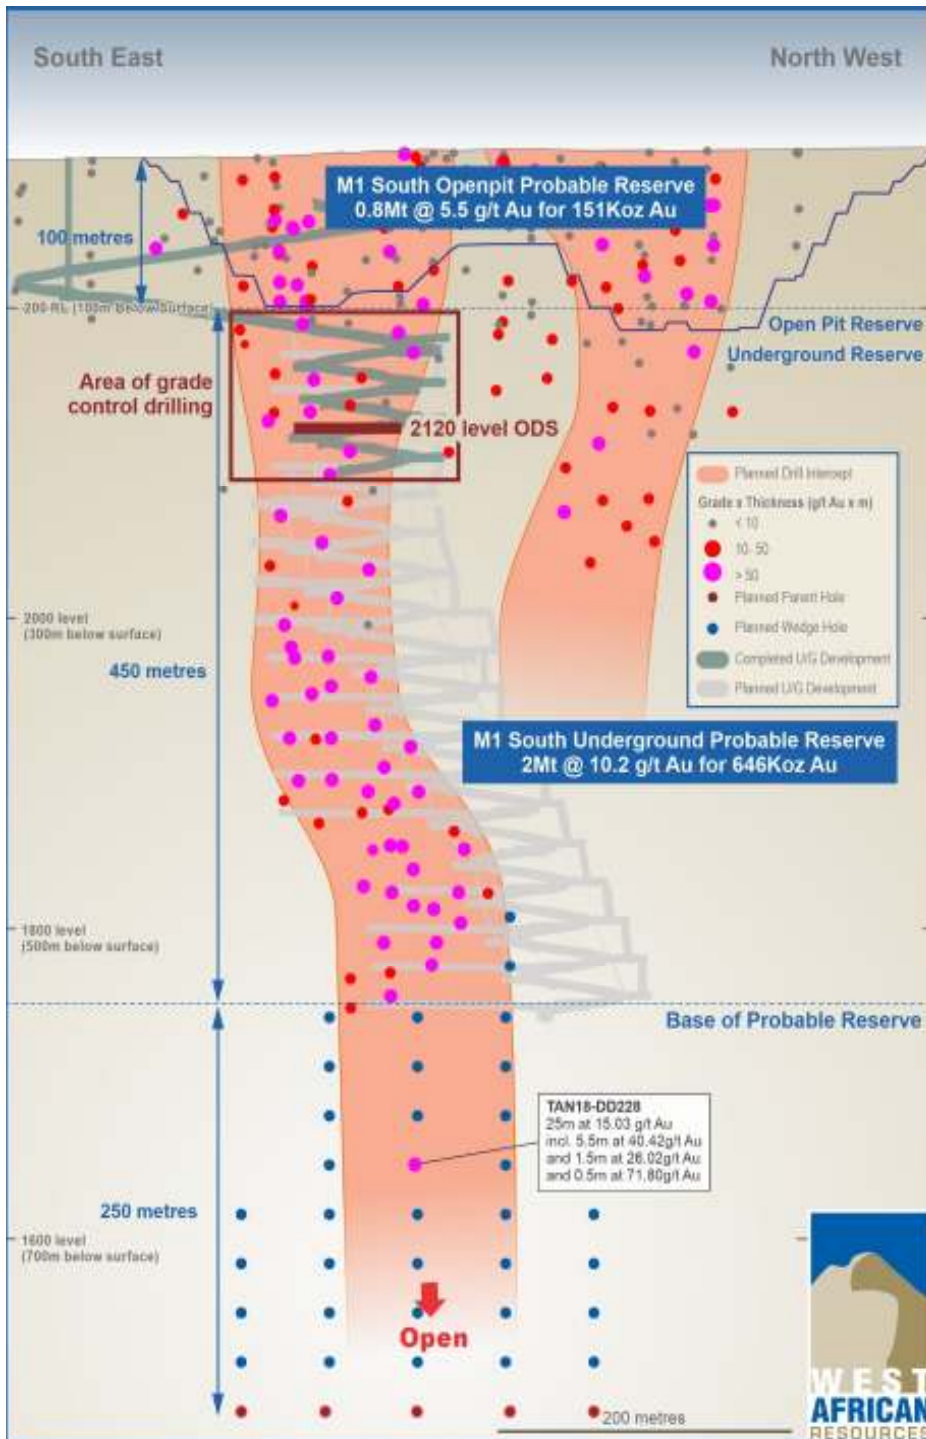 South East
North West
M1 South Openpit Probable Reserve
0.8Mt @ 5.5 g/t Au for 151Koz Au
100 metres
200 RL (100m Below Surface)
Open Pit Reserve
Underground Reserve
Area of grade
control drilling
2120 level ODS
Planned Drill Intercept
Grade x Thickness (g/t Au x m)
< 10
10- 50
> 50
Planned Parent Hole
Planned Wedge Hole
Completed U/G Development
Planned U/G Development
2000 level
(300m below surface)
450 metres
M1 South Underground Probable Reserve
2Mt @ 10.2 g/t Au for 646Koz Au
1800 level
(500m below surface)
Base of Probable Reserve
TAN18-DD228
25m at 15.03 g/t Au
incl. 5.5m at 40.42g/t Au
and 1.5m at 26.02g/t Au
and 0.5m at 71.80g/t Au
250 metres
1600 level
(700m below surface)
Open
200 metres
WEST
AFRICAN
RESOURCES